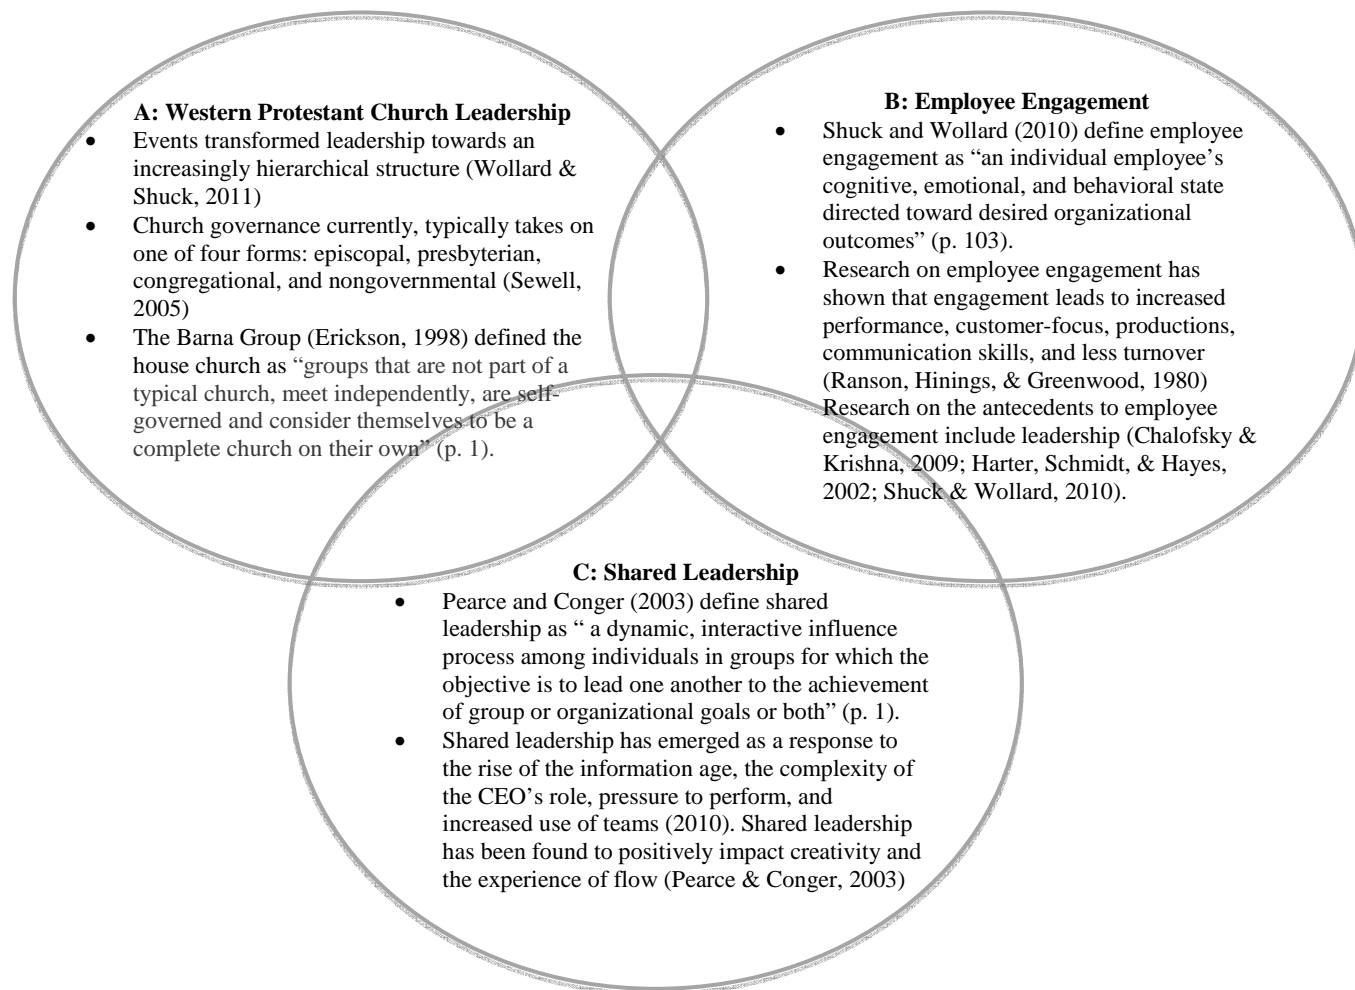 A: Western Protestant Church Leadership
• Events transformed leadership towards an
increasingly hierarchical structure (Wollard &
Shuck, 2011)
• Church governance currently, typically takes on
one of four forms: episcopal, presbyterian,
congregational, and nongovernmental (Sewell,
2005)
• The Barna Group (Erickson, 1998) defined the
house church as “groups that are not part of a
typical church, meet independently, are self-
governed and consider themselves to be a
complete church on their own” (p. 1).
B: Employee Engagement
• Shuck and Wollard (2010) define employee
engagement as “an individual employee’s
cognitive, emotional, and behavioral state
directed toward desired organizational
outcomes” (p. 103).
• Research on employee engagement has
shown that engagement leads to increased
performance, customer-focus, productions,
communication skills, and less turnover
(Ranson, Hinings, & Greenwood, 1980)
Research on the antecedents to employee
engagement include leadership (Chalofsky &
Krishna, 2009; Harter, Schmidt, & Hayes,
2002; Shuck & Wollard, 2010).
C: Shared Leadership
• Pearce and Conger (2003) define shared
leadership as “ a dynamic, interactive influence
process among individuals in groups for which the
objective is to lead one another to the achievement
of group or organizational goals or both” (p. 1).
• Shared leadership has emerged as a response to
the rise of the information age, the complexity of
the CEO’s role, pressure to perform, and
increased use of teams (2010). Shared leadership
has been found to positively impact creativity and
the experience of flow (Pearce & Conger, 2003)